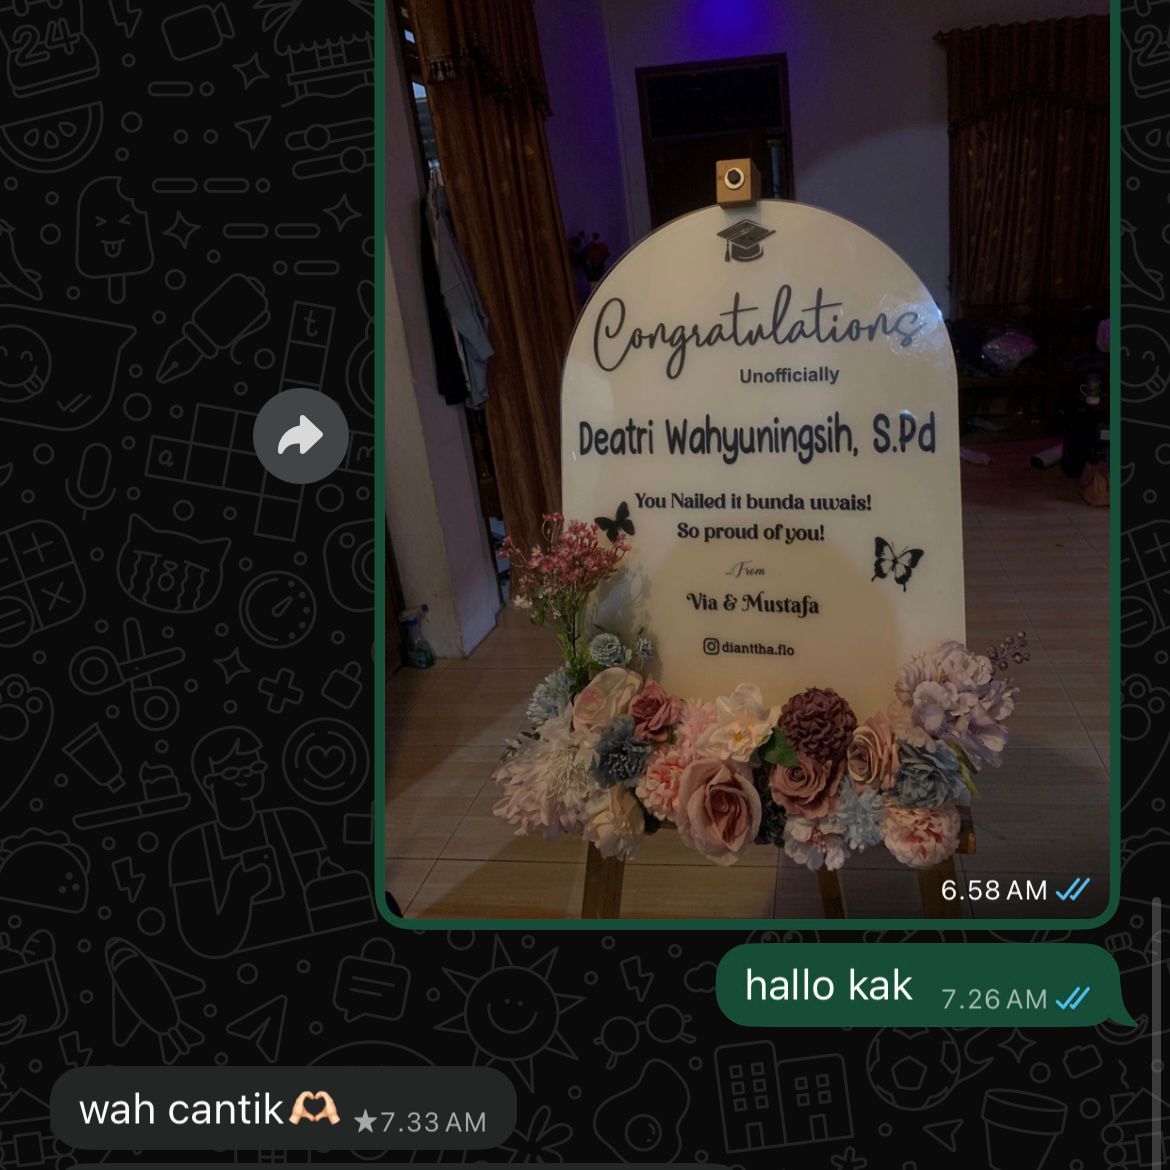 Congratulations
Unofficially
Deatri Wahyuningsih, S.Pd
You Nailed it bunda uwais!
So proud of you!
From
Via & Mustafa
dianttha.flo
6.58 AM
hallo kak 7.26 AM
wah cantik🫶🏻 ★7.33 AM